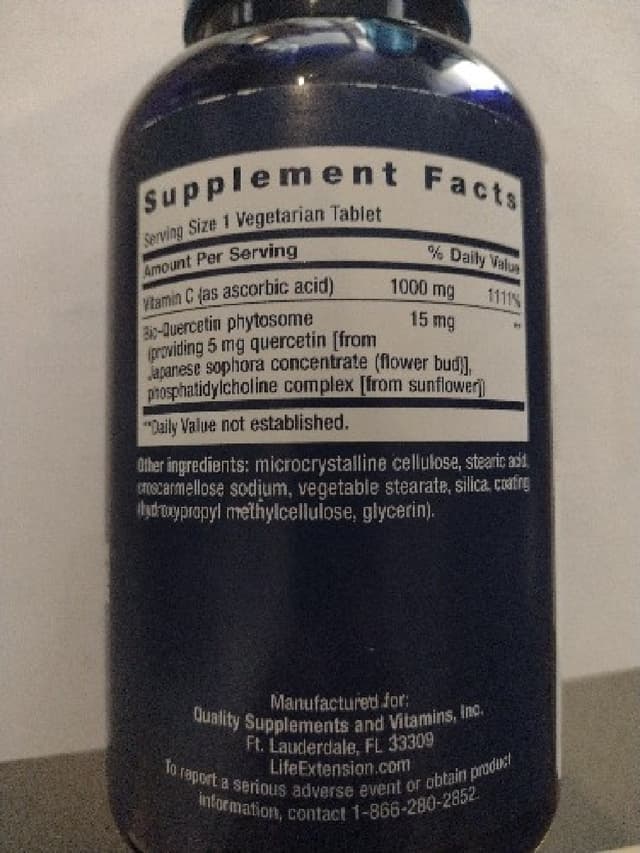 Supplement Facts
Serving Size 1 Vegetarian Tablet
Amount Per Serving % Daily Value
Vitamin C (as ascorbic acid) 1000 mg 1111%
Bio-Quercetin phytosome 15 mg **
(providing 5 mg quercetin [from
Japanese sophora concentrate (flower bud)],
phosphatidylcholine complex [from sunflower])
**Daily Value not established.
Other ingredients: microcrystalline cellulose, stearic acid,
croscarmellose sodium, vegetable stearate, silica, coating
(hydroxypropyl methylcellulose, glycerin).
Manufactured for:
Quality Supplements and Vitamins, Inc.
Ft. Lauderdale, FL 33309
LifeExtension.com
To report a serious adverse event or obtain product
information, contact 1-866-280-2852.